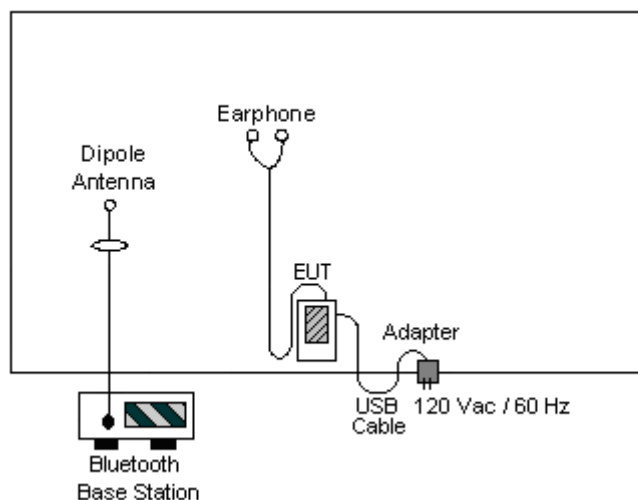 Earphone
Dipole
Antenna
EUT
Adapter
USB
Cable
120 Vac / 60 Hz
Bluetooth
Base Station